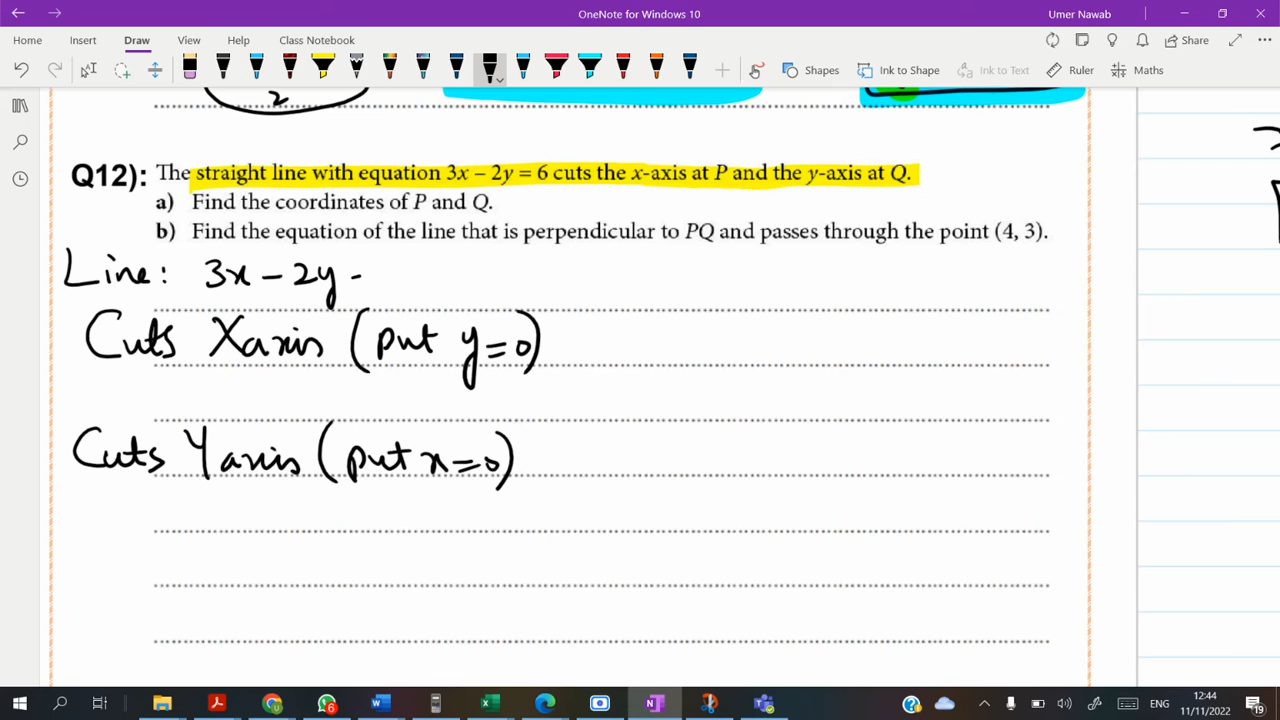 OneNote for Windows 10
Umer Nawab
Home Insert Draw View Help Class Notebook
Share
Shapes Ink to Shape Ink to Text Ruler Maths
2
Q12): The straight line with equation 3x – 2y = 6 cuts the x-axis at P and the y-axis at Q.
a) Find the coordinates of P and Q.
b) Find the equation of the line that is perpendicular to PQ and passes through the point (4, 3).
Line: 3x - 2y -
Cuts Xaxis (put y=0)
Cuts Yaxis (put x=0)
6
ENG
12:44
11/11/2022
19